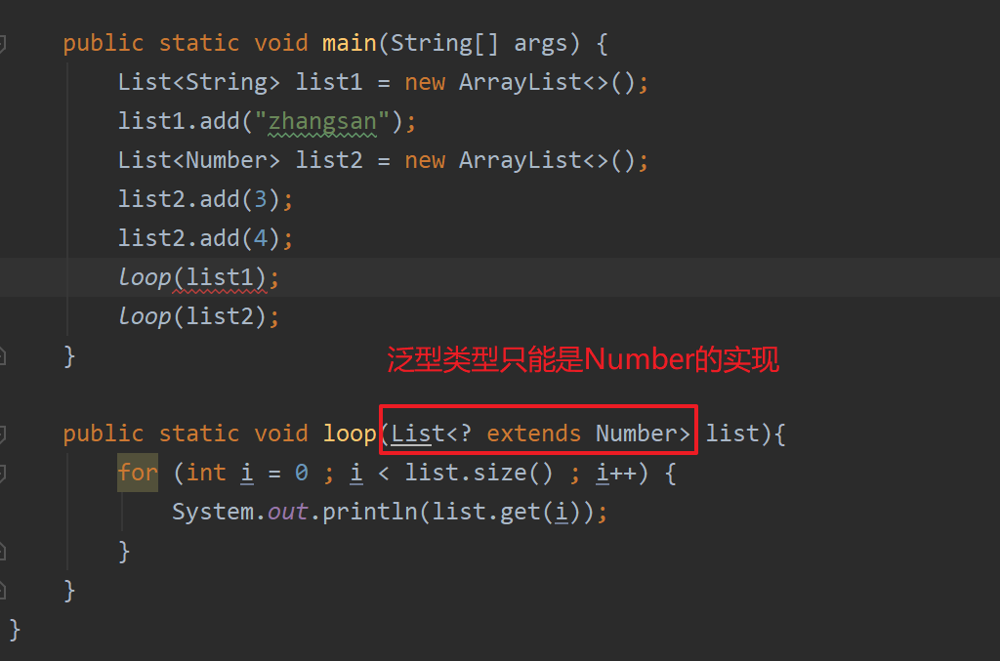 public static void main(String[] args) {
List<String> list1 = new ArrayList<>();
list1.add("zhangsan");
List<Number> list2 = new ArrayList<>();
list2.add(3);
list2.add(4);
loop(list1);
loop(list2);
}
泛型类型只能是Number的实现
public static void loop(List<? extends Number> list){
for (int i = 0 ; i < list.size() ; i++) {
System.out.println(list.get(i));
}
}
}